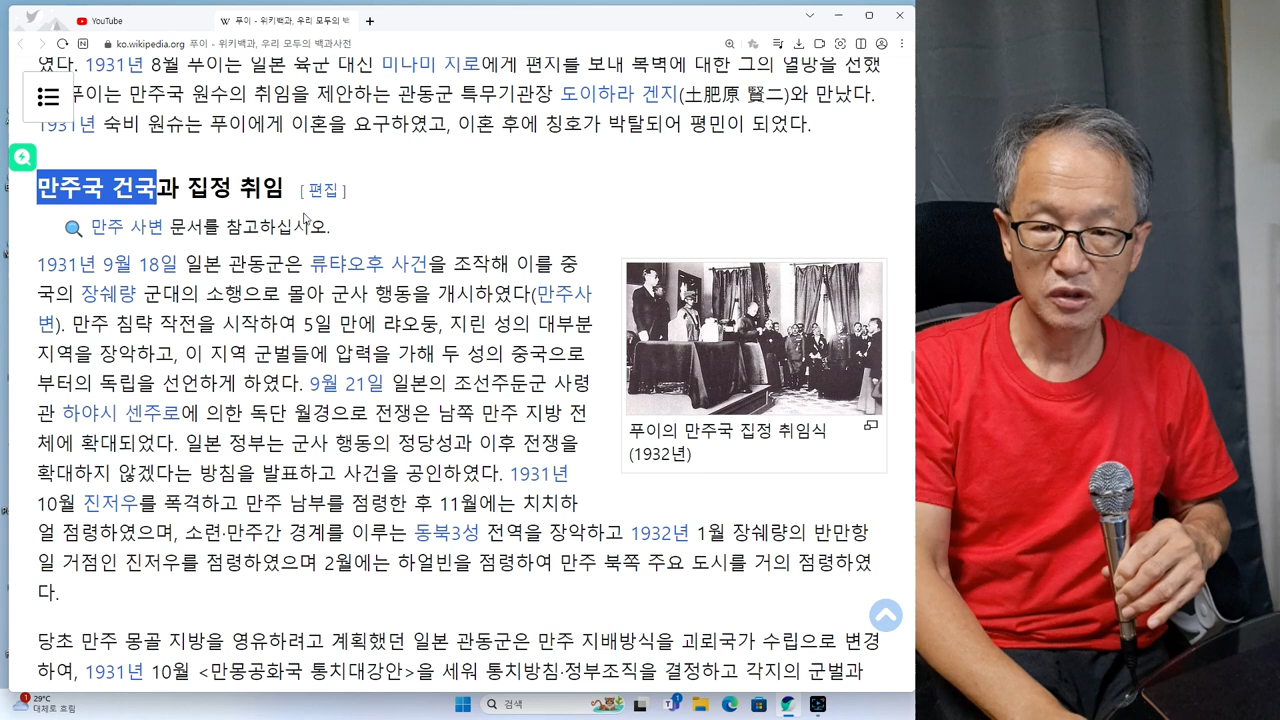 YouTube
푸이 - 위키백과, 우리 모두의 백
ko.wikipedia.org 푸이 - 위키백과, 우리 모두의 백과사전
였다. 1931년 8월 푸이는 일본 육군 대신 미나미 지로에게 편지를 보내 복벽에 대한 그의 열망을 전했
푸이는 만주국 원수의 취임을 제안하는 관동군 특무기관장 도이하라 겐지(土肥原 賢二)와 만났다.
1931년 숙비 원슈는 푸이에게 이혼을 요구하였고, 이혼 후에 칭호가 박탈되어 평민이 되었다.
만주국 건국과 집정 취임 [ 편집 ]
만주 사변 문서를 참고하십시오.
1931년 9월 18일 일본 관동군은 류탸오후 사건을 조작해 이를 중
국의 장쉐량 군대의 소행으로 몰아 군사 행동을 개시하였다(만주사
변). 만주 침략 작전을 시작하여 5일 만에 랴오둥, 지린 성의 대부분
지역을 장악하고, 이 지역 군벌들에 압력을 가해 두 성의 중국으로
부터의 독립을 선언하게 하였다. 9월 21일 일본의 조선주둔군 사령
관 하야시 센주로에 의한 독단 월경으로 전쟁은 남쪽 만주 지방 전
체에 확대되었다. 일본 정부는 군사 행동의 정당성과 이후 전쟁을
확대하지 않겠다는 방침을 발표하고 사건을 공인하였다. 1931년
10월 진저우를 폭격하고 만주 남부를 점령한 후 11월에는 치치하
얼 점령하였으며, 소련·만주간 경계를 이루는 동북3성 전역을 장악하고 1932년 1월 장쉐량의 반만항
일 거점인 진저우를 점령하였으며 2월에는 하얼빈을 점령하여 만주 북쪽 주요 도시를 거의 점령하였
다.
푸이의 만주국 집정 취임식
(1932년)
당초 만주 몽골 지방을 영유하려고 계획했던 일본 관동군은 만주 지배방식을 괴뢰국가 수립으로 변경
하여, 1931년 10월 <만몽공화국 통치대강안>을 세워 통치방침·정부조직을 결정하고 각지의 군벌과
29°C
대체로 흐림
검색